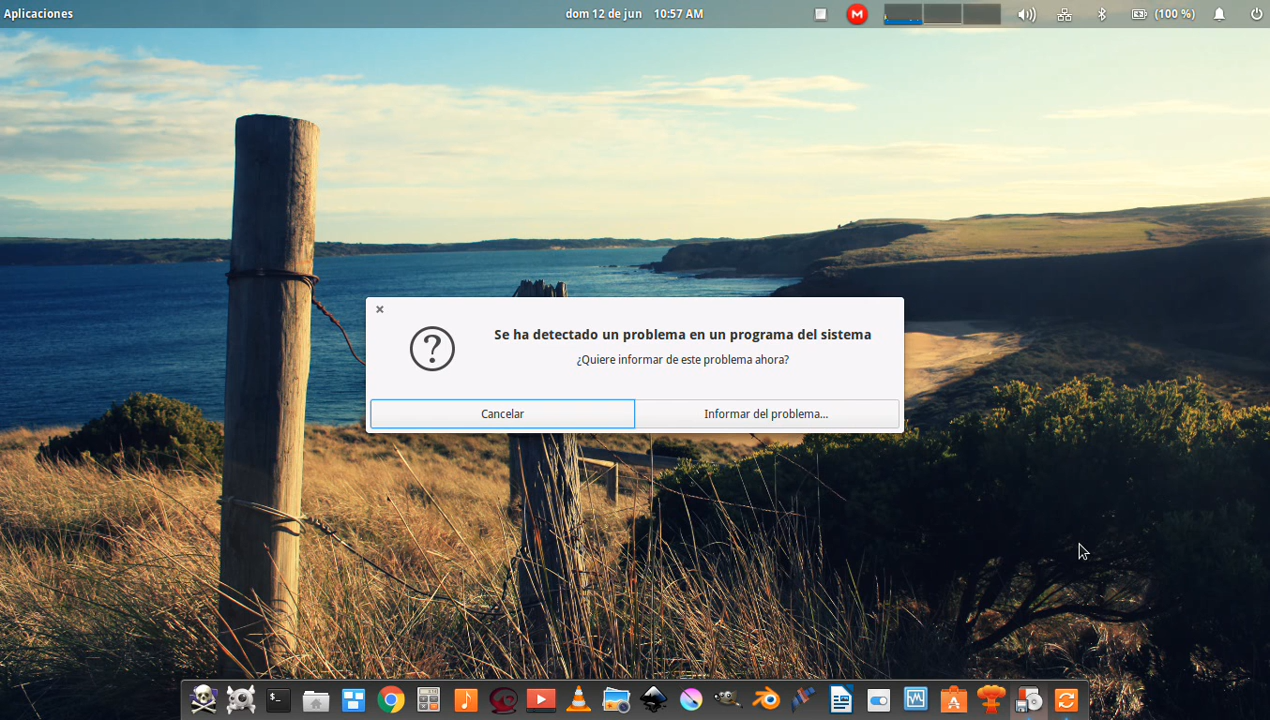 Aplicaciones
dom 12 de jun 10:57 AM
M
(100 %)
×
?
Se ha detectado un problema en un programa del sistema
¿Quiere informar de este problema ahora?
Cancelar
Informar del problema...
>_